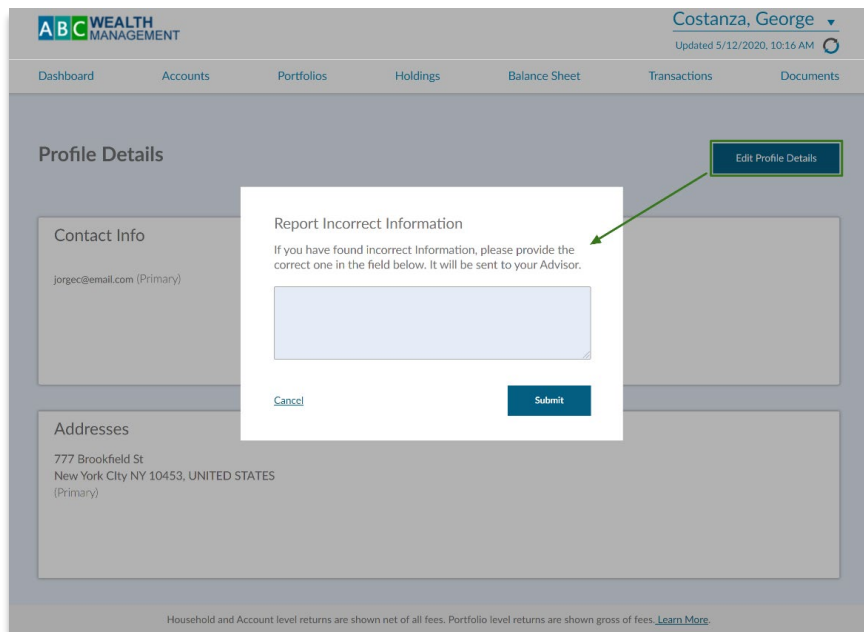 ABC WEALTH
MANAGEMENT
Costanza, George
Updated 5/12/2020, 10:16 AM
Dashboard Accounts Portfolios Holdings Balance Sheet Transactions Documents
Profile Details
Edit Profile Details
Report Incorrect Information
If you have found incorrect Information, please provide the
correct one in the field below. It will be sent to your Advisor.
Cancel
Submit
Contact Info
jorgec@email.com (Primary)
Addresses
777 Brookfield St
New York CIty NY 10453, UNITED STATES
(Primary)
Household and Account level returns are shown net of all fees. Portfolio level returns are shown gross of fees. Learn More.